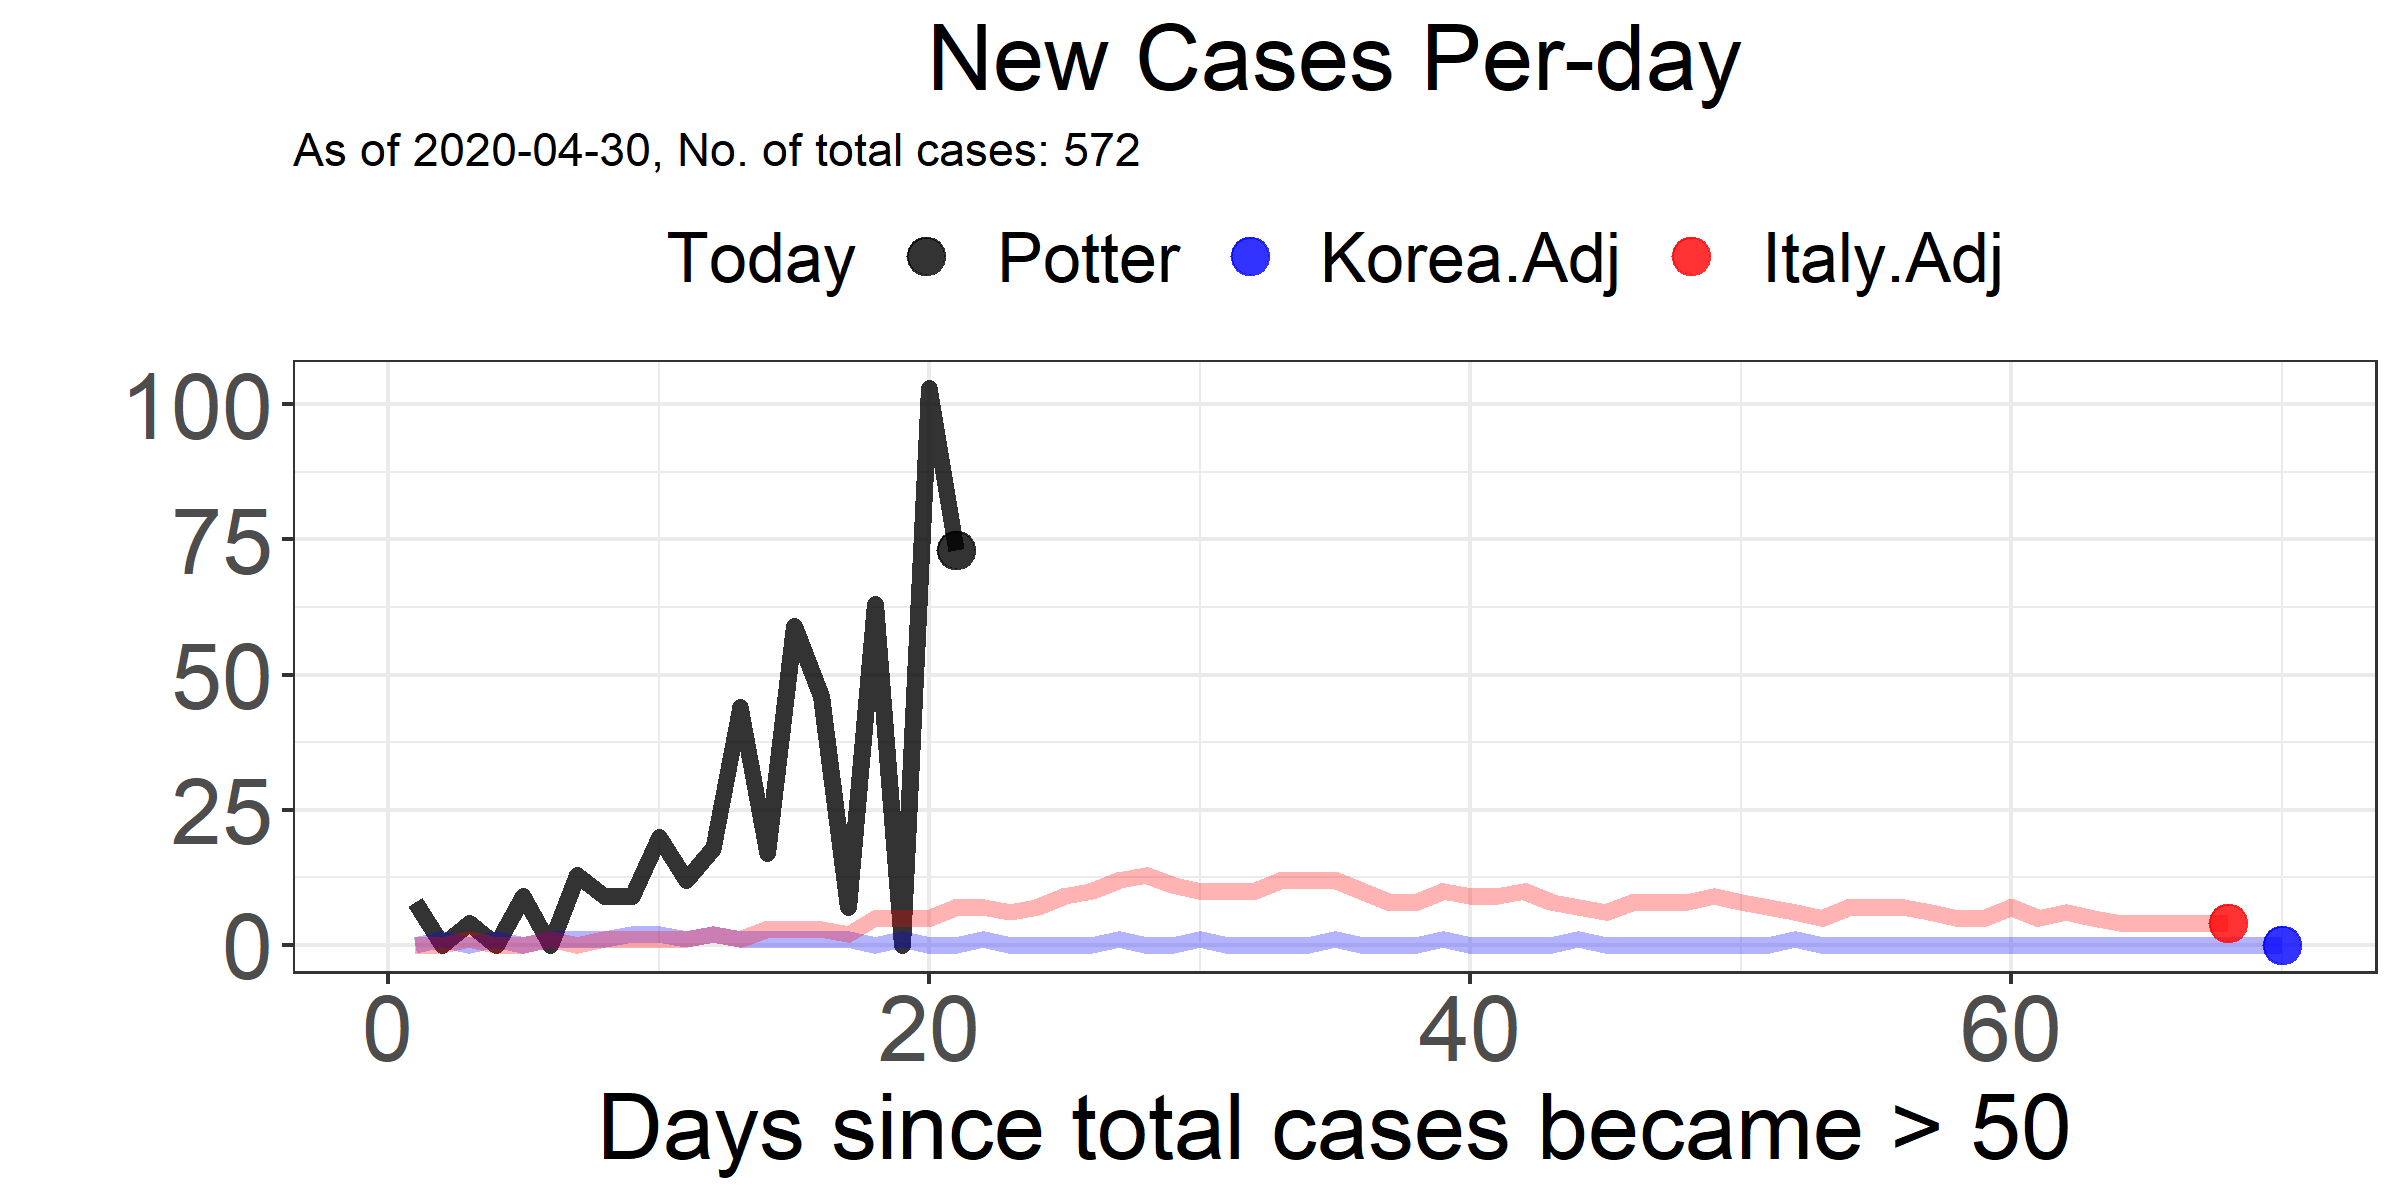 New Cases Per-day
As of 2020-04-30, No. of total cases: 572
Today Potter Korea.Adj Italy.Adj
100
75
50
25
0
0 20 40 60
Days since total cases became > 50